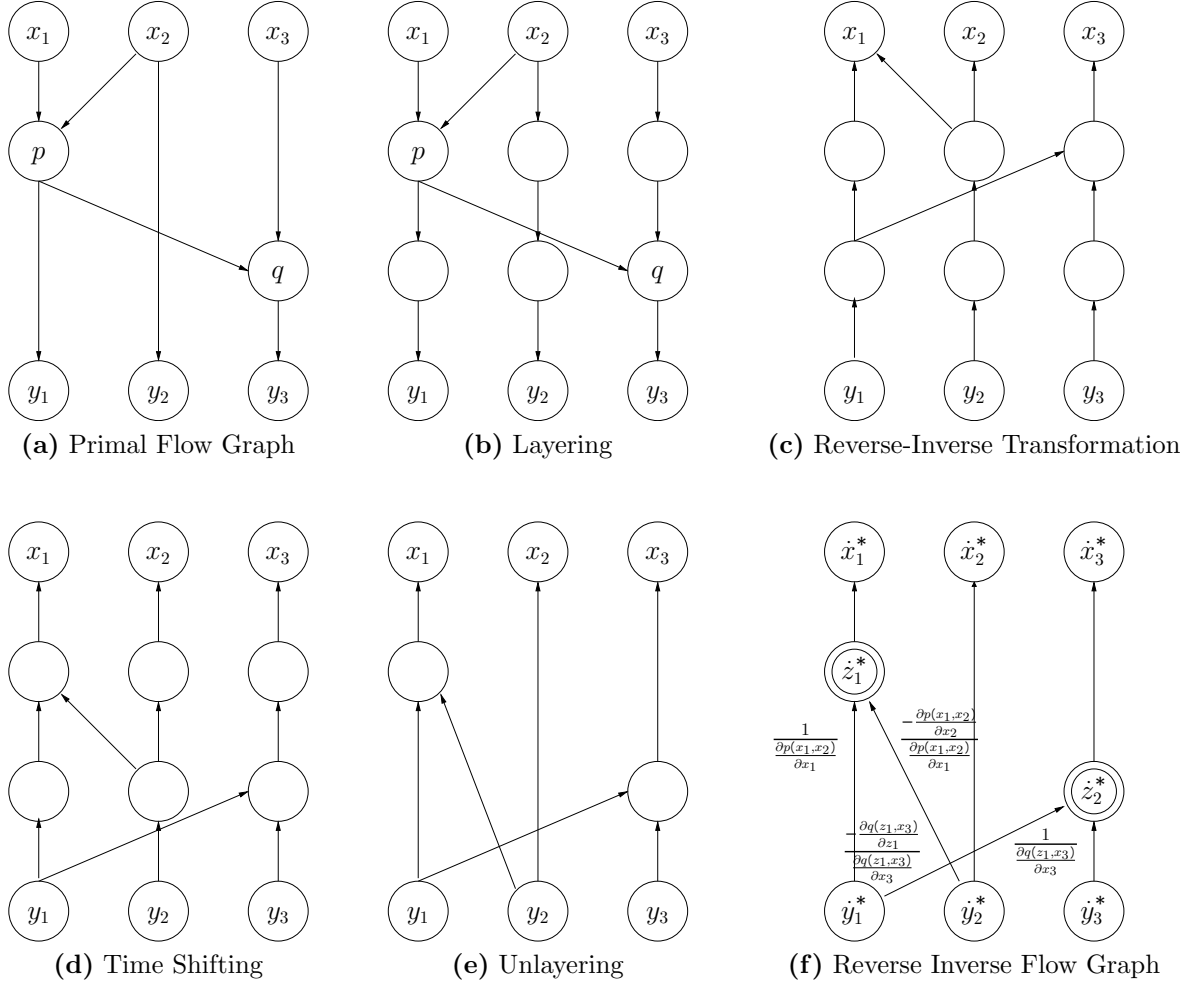 x₁ x₂ x₃ x₁ x₂ x₃ x₁ x₂ x₃
p p
q q
y₁ y₂ y₃ y₁ y₂ y₃ y₁ y₂ y₃
(a) Primal Flow Graph (b) Layering (c) Reverse-Inverse Transformation
x₁ x₂ x₃ x₁ x₂ x₃ ẋ₁* ẋ₂* ẋ₃*
ż₁*
1 / (∂p(x₁,x₂)/∂x₁) (−∂p(x₁,x₂)/∂x₂) / (∂p(x₁,x₂)/∂x₁)
ż₂*
(−∂q(z₁,x₃)/∂z₁) / (∂q(z₁,x₃)/∂x₃) 1 / (∂q(z₁,x₃)/∂x₃)
y₁ y₂ y₃ y₁ y₂ y₃ ẏ₁* ẏ₂* ẏ₃*
(d) Time Shifting (e) Unlayering (f) Reverse Inverse Flow Graph